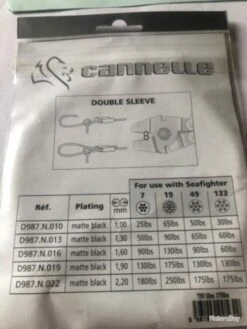 cannelle
DOUBLE SLEEVE
8
For use with Seafighter
Réf. Plating mm 7 19 49 133
D987.N.010 matte black 1,00 25lbs 65lbs 50lbs 30lbs
D987.N.013 matte black 1,30 50lbs 90lbs 65lbs 60lbs
D987.N.016 matte black 1,60 90lbs 130lbs 90lbs 60lbs
D987.N.019 matte black 1,90 130lbs 175lbs 130lbs 130lbs
D987.N.022 matte black 2,20 180lbs 250lbs 175lbs 175lbs